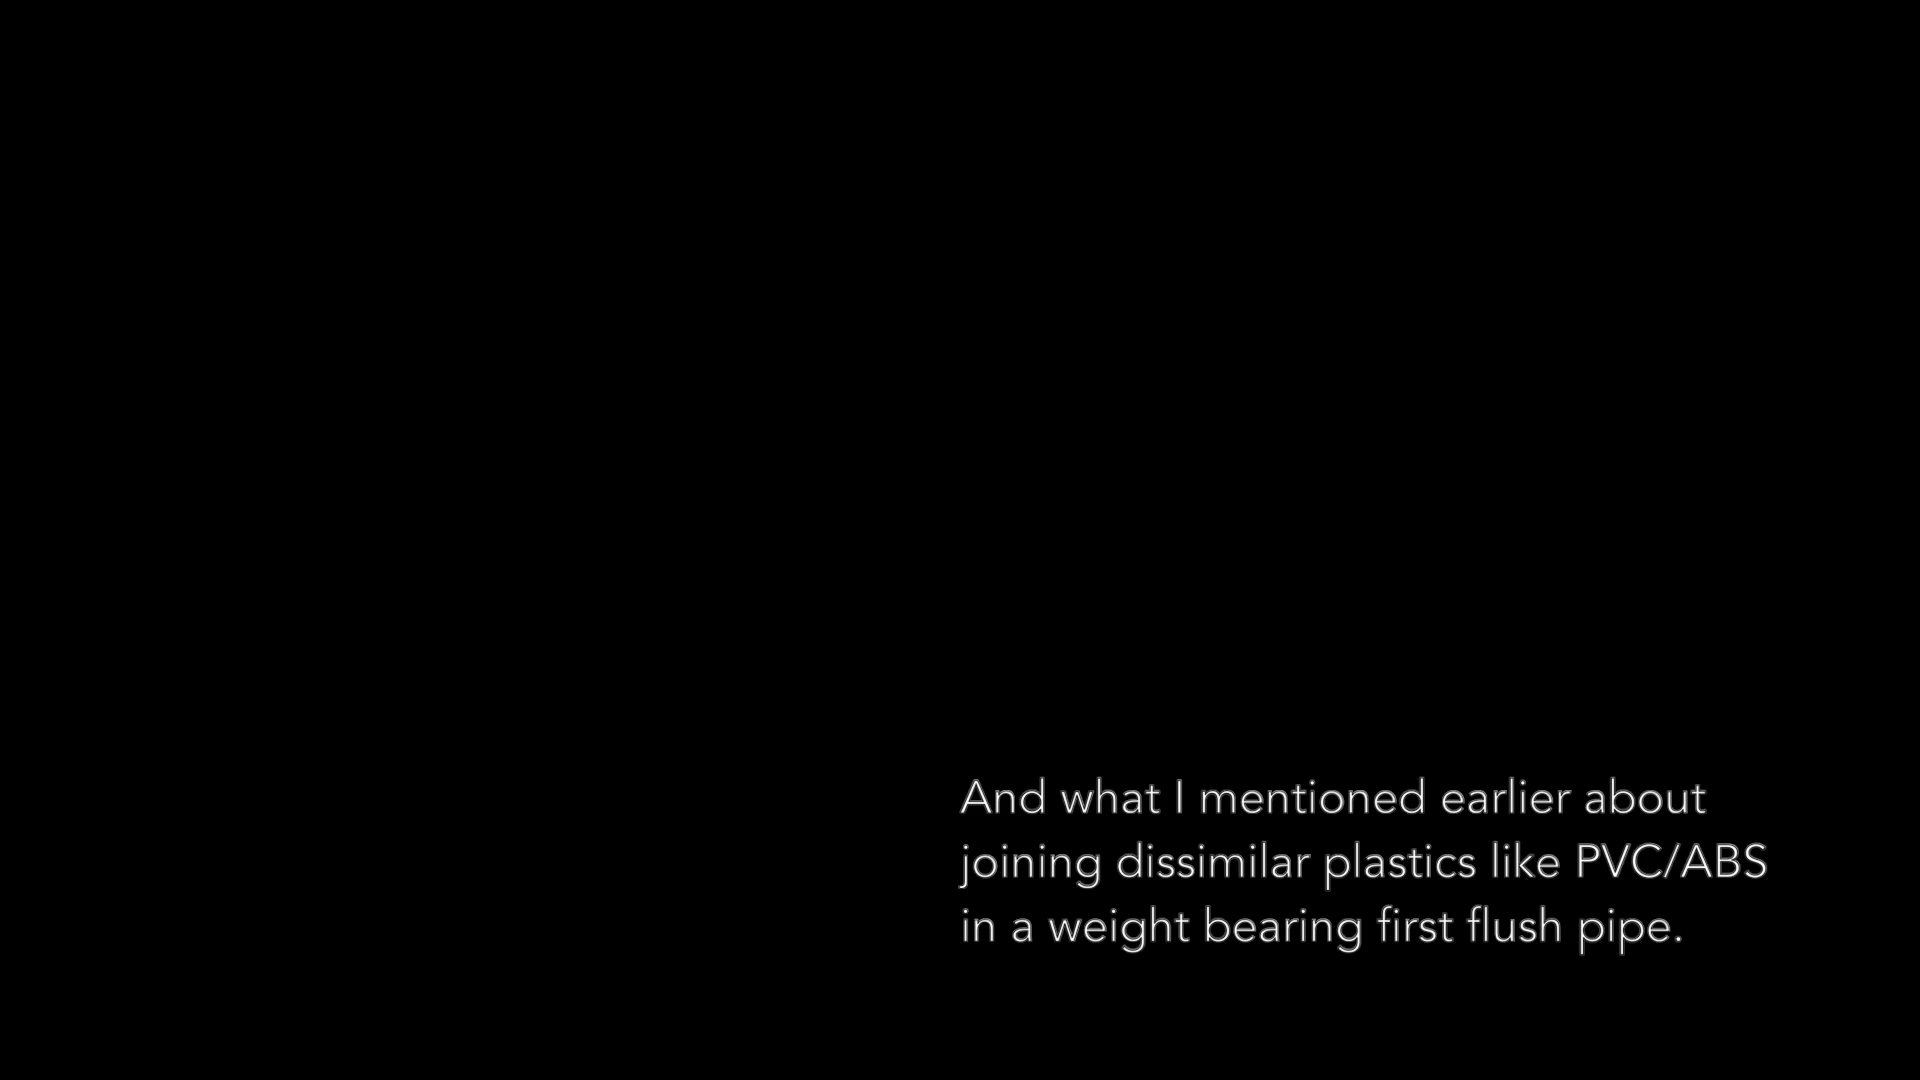 And what I mentioned earlier about
joining dissimilar plastics like PVC/ABS
in a weight bearing first flush pipe.